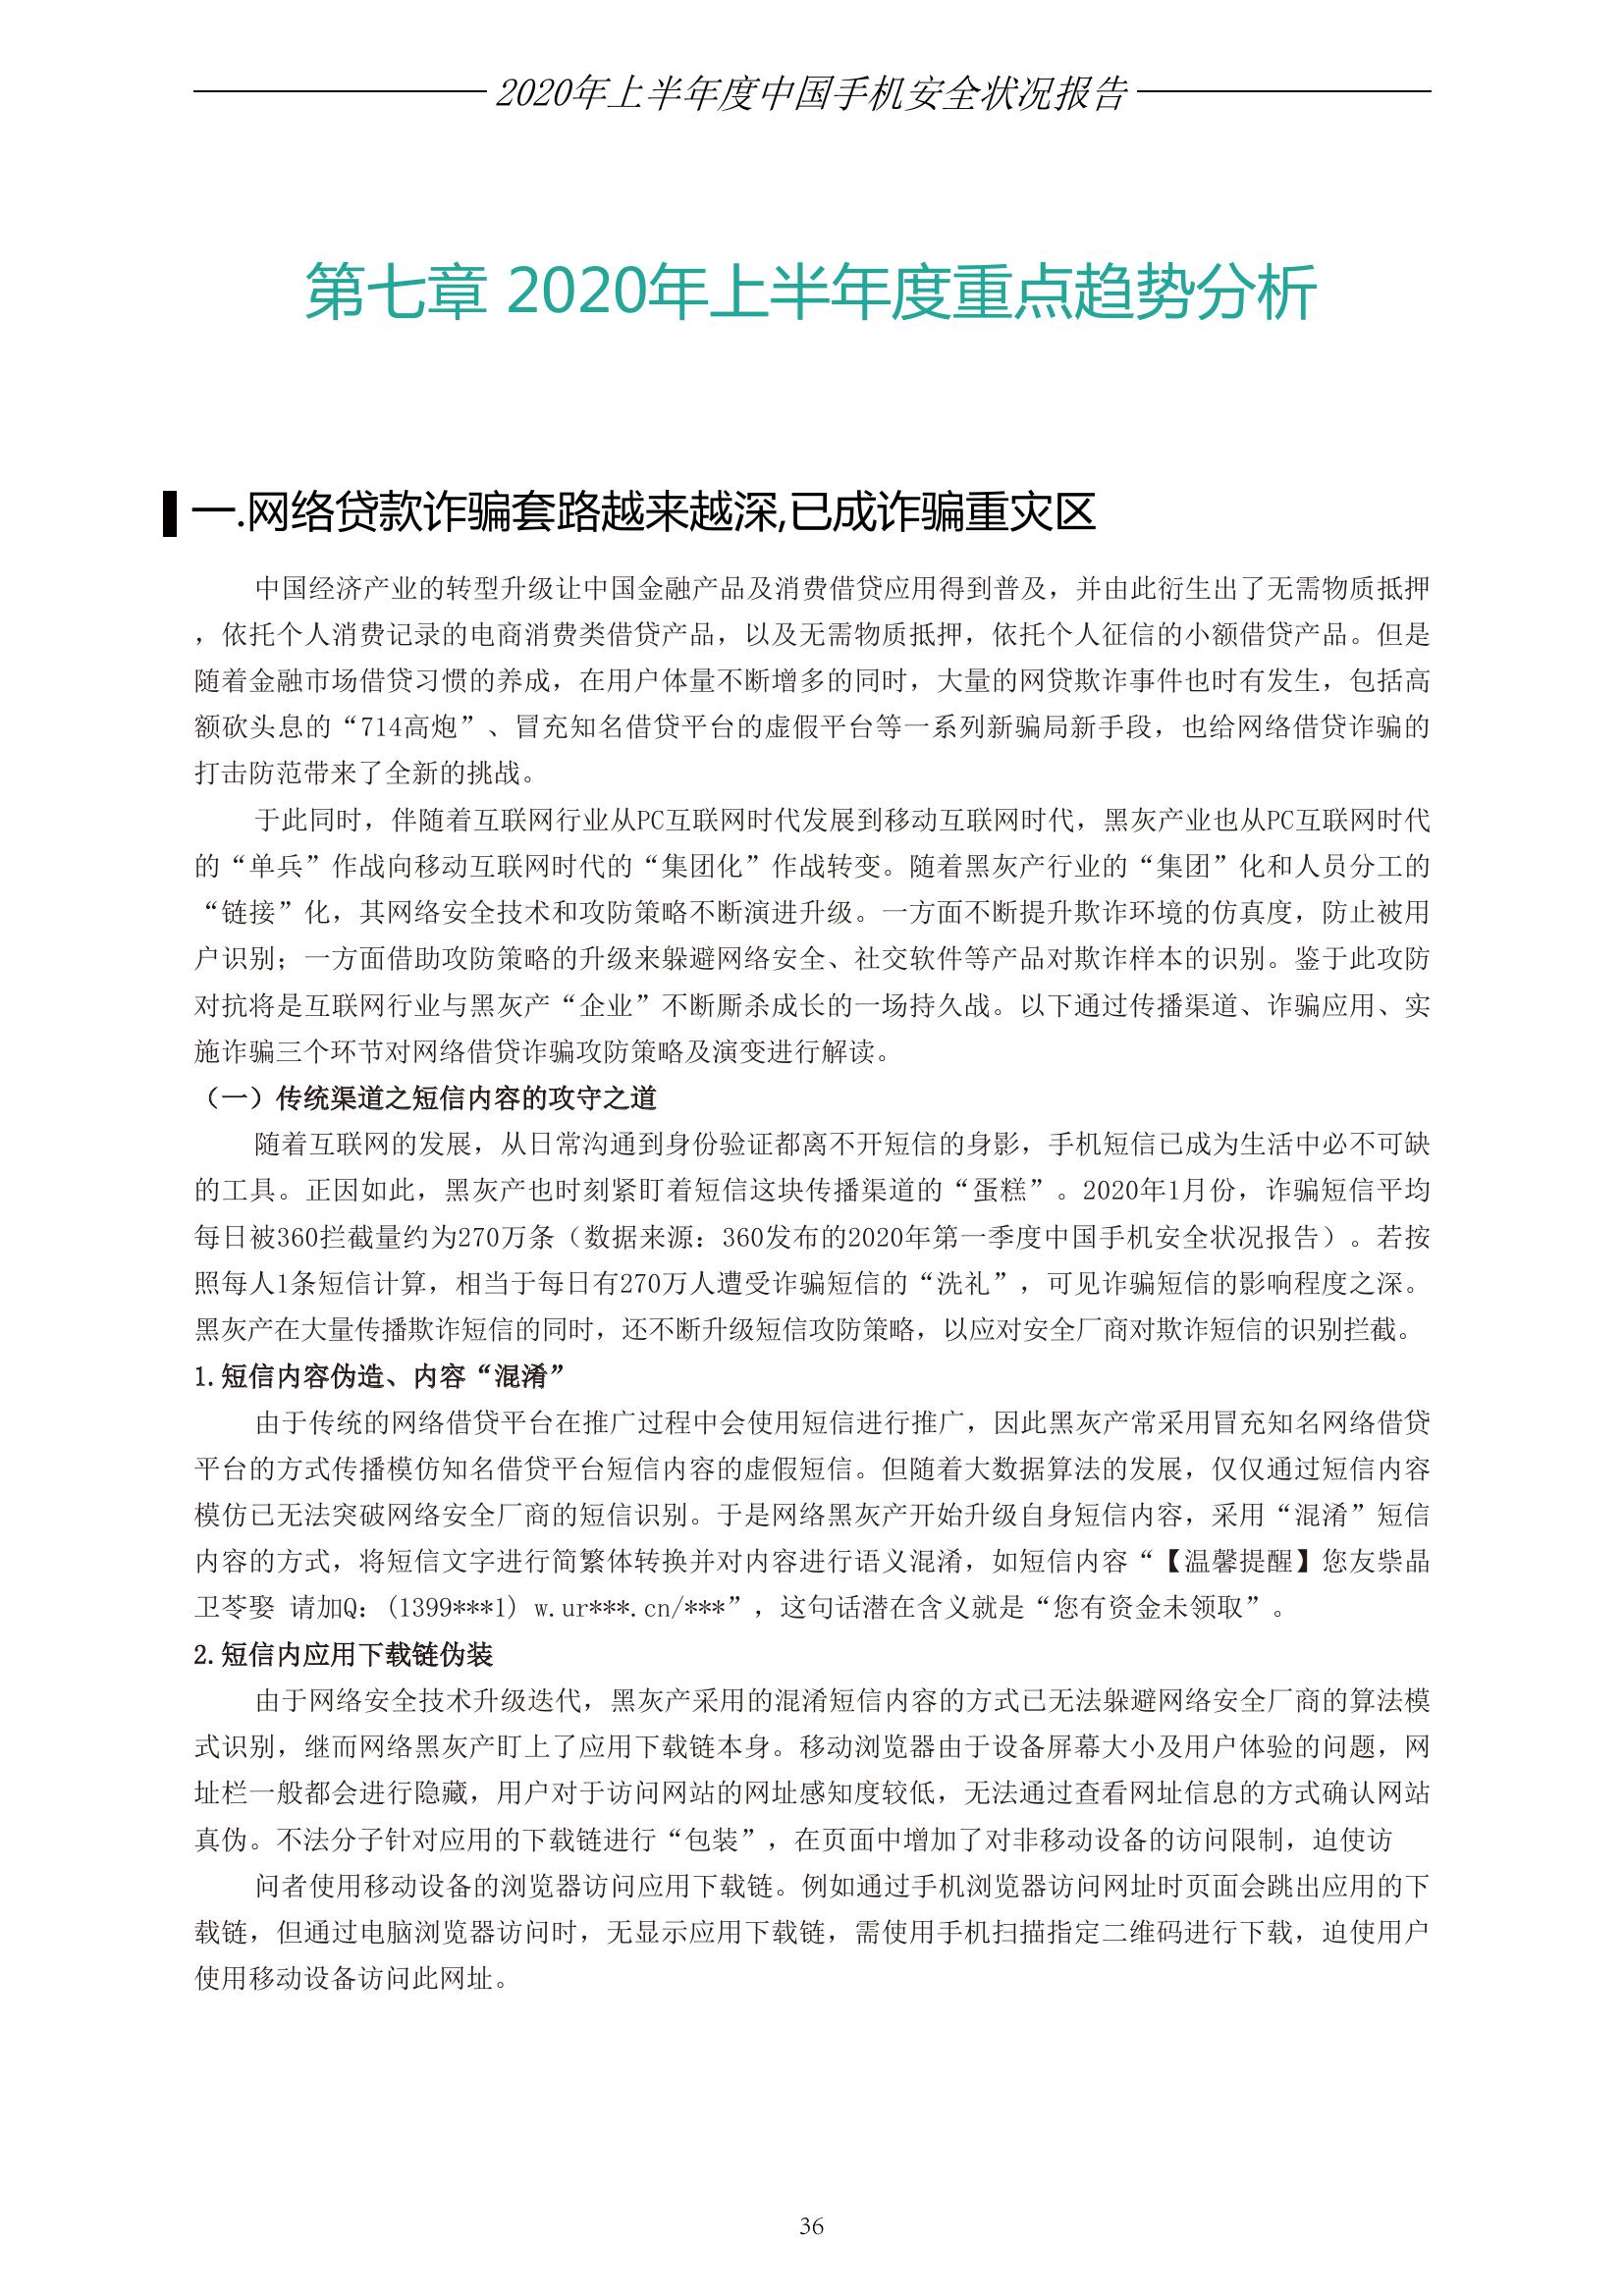 2020年上半年度中国手机安全状况报告
第七章 2020年上半年度重点趋势分析
一.网络贷款诈骗套路越来越深,已成诈骗重灾区
中国经济产业的转型升级让中国金融产品及消费借贷应用得到普及，并由此衍生出了无需物质抵押
，依托个人消费记录的电商消费类借贷产品，以及无需物质抵押，依托个人征信的小额借贷产品。但是
随着金融市场借贷习惯的养成，在用户体量不断增多的同时，大量的网贷欺诈事件也时有发生，包括高
额砍头息的“714高炮”、冒充知名借贷平台的虚假平台等一系列新骗局新手段，也给网络借贷诈骗的
打击防范带来了全新的挑战。
于此同时，伴随着互联网行业从PC互联网时代发展到移动互联网时代，黑灰产业也从PC互联网时代
的“单兵”作战向移动互联网时代的“集团化”作战转变。随着黑灰产行业的“集团”化和人员分工的
“链接”化，其网络安全技术和攻防策略不断演进升级。一方面不断提升欺诈环境的仿真度，防止被用
户识别；一方面借助攻防策略的升级来躲避网络安全、社交软件等产品对欺诈样本的识别。鉴于此攻防
对抗将是互联网行业与黑灰产“企业”不断厮杀成长的一场持久战。以下通过传播渠道、诈骗应用、实
施诈骗三个环节对网络借贷诈骗攻防策略及演变进行解读。
（一）传统渠道之短信内容的攻守之道
随着互联网的发展，从日常沟通到身份验证都离不开短信的身影，手机短信已成为生活中必不可缺
的工具。正因如此，黑灰产也时刻紧盯着短信这块传播渠道的“蛋糕”。2020年1月份，诈骗短信平均
每日被360拦截量约为270万条（数据来源：360发布的2020年第一季度中国手机安全状况报告）。若按
照每人1条短信计算，相当于每日有270万人遭受诈骗短信的“洗礼”，可见诈骗短信的影响程度之深。
黑灰产在大量传播欺诈短信的同时，还不断升级短信攻防策略，以应对安全厂商对欺诈短信的识别拦截。
1.短信内容伪造、内容“混淆”
由于传统的网络借贷平台在推广过程中会使用短信进行推广，因此黑灰产常采用冒充知名网络借贷
平台的方式传播模仿知名借贷平台短信内容的虚假短信。但随着大数据算法的发展，仅仅通过短信内容
模仿已无法突破网络安全厂商的短信识别。于是网络黑灰产开始升级自身短信内容，采用“混淆”短信
内容的方式，将短信文字进行简繁体转换并对内容进行语义混淆，如短信内容“【温馨提醒】您友祡晶
卫苓娶 请加Q：(1399***1) w.ur***.cn/***”，这句话潜在含义就是“您有资金未领取”。
2.短信内应用下载链伪装
由于网络安全技术升级迭代，黑灰产采用的混淆短信内容的方式已无法躲避网络安全厂商的算法模
式识别，继而网络黑灰产盯上了应用下载链本身。移动浏览器由于设备屏幕大小及用户体验的问题，网
址栏一般都会进行隐藏，用户对于访问网站的网址感知度较低，无法通过查看网址信息的方式确认网站
真伪。不法分子针对应用的下载链进行“包装”，在页面中增加了对非移动设备的访问限制，迫使访
问者使用移动设备的浏览器访问应用下载链。例如通过手机浏览器访问网址时页面会跳出应用的下
载链，但通过电脑浏览器访问时，无显示应用下载链，需使用手机扫描指定二维码进行下载，迫使用户
使用移动设备访问此网址。
36